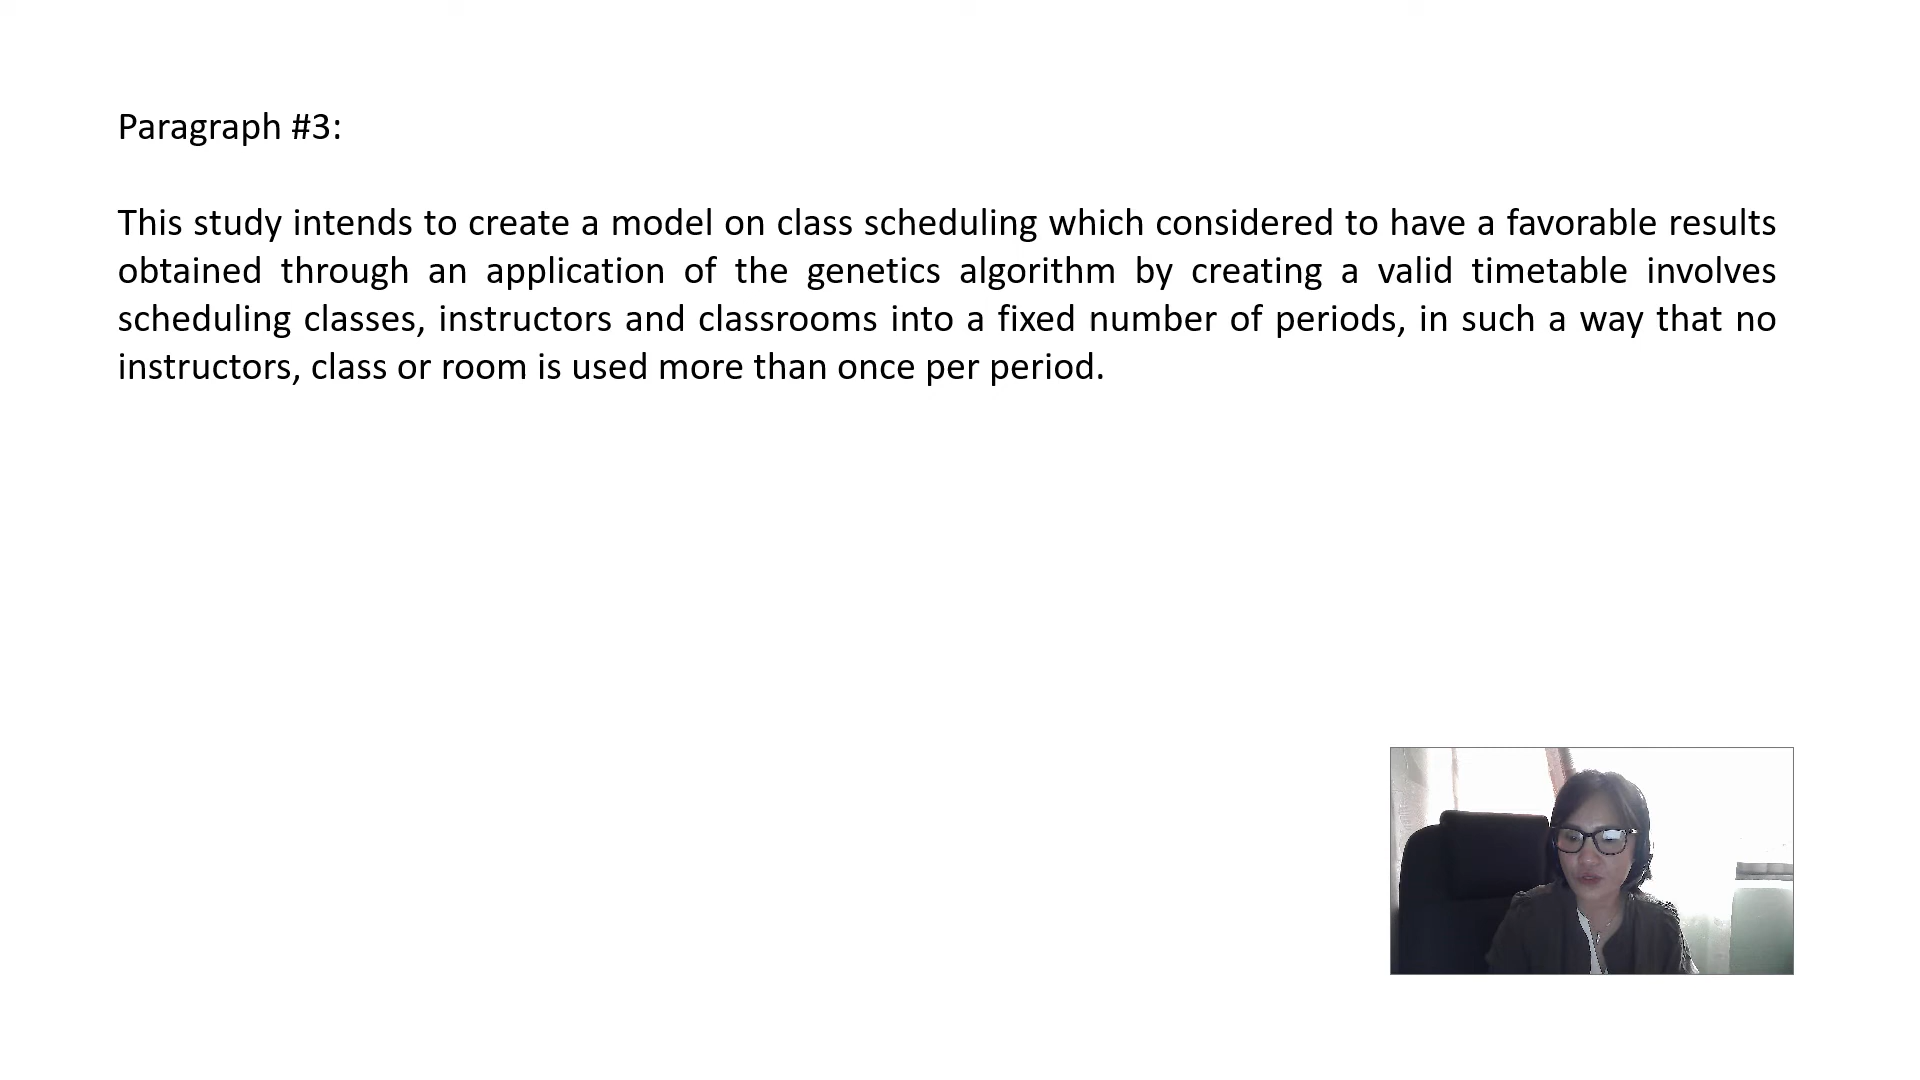 Paragraph #3:
This study intends to create a model on class scheduling which considered to have a favorable results
obtained through an application of the genetics algorithm by creating a valid timetable involves
scheduling classes, instructors and classrooms into a fixed number of periods, in such a way that no
instructors, class or room is used more than once per period.